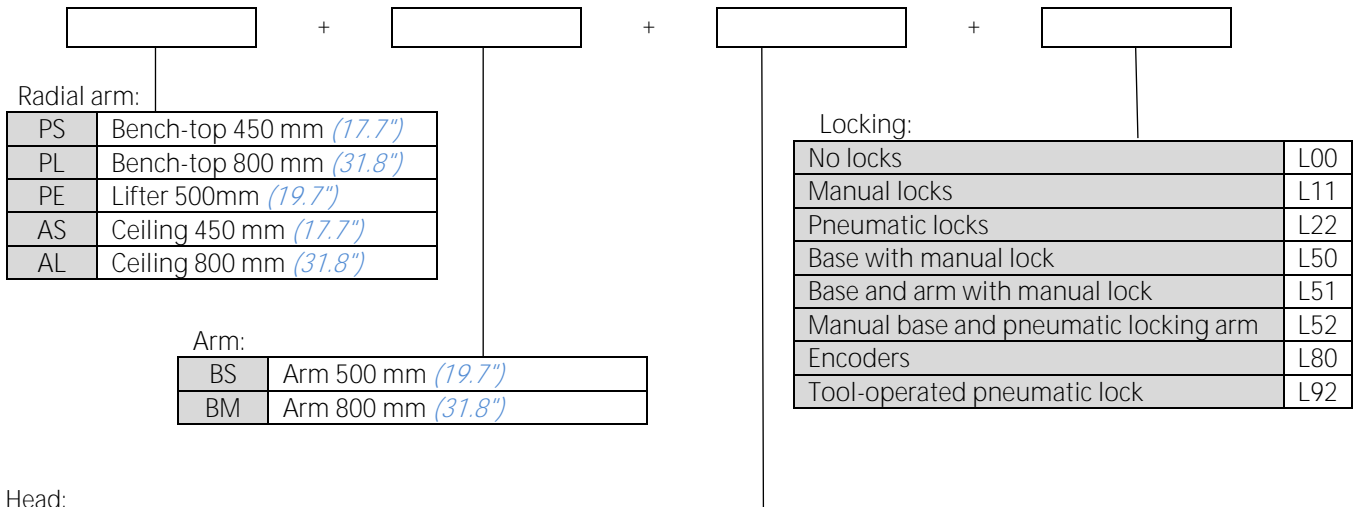 + + +
Radial arm:
PS Bench-top 450 mm (17.7")
PL Bench-top 800 mm (31.8")
PE Lifter 500mm (19.7")
AS Ceiling 450 mm (17.7")
AL Ceiling 800 mm (31.8")
Locking:
No locks L00
Manual locks L11
Pneumatic locks L22
Base with manual lock L50
Base and arm with manual lock L51
Manual base and pneumatic locking arm L52
Encoders L80
Tool-operated pneumatic lock L92
Arm:
BS Arm 500 mm (19.7")
BM Arm 800 mm (31.8")
Head: